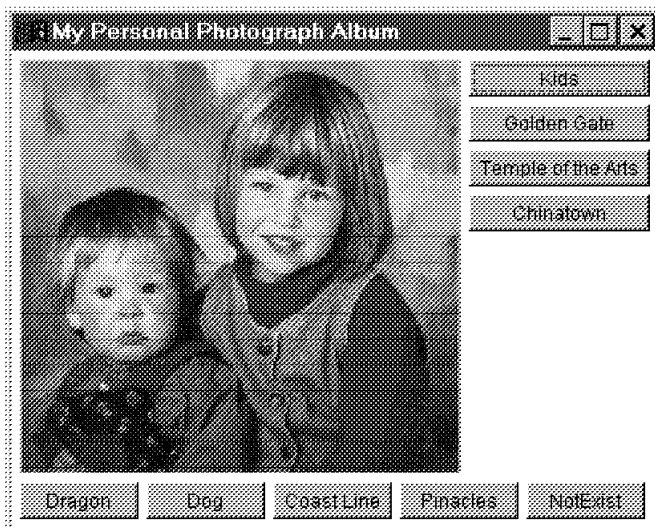 My Personal Photograph Album
Kids
Golden Gate
Temple of the Arts
Chinatown
Dragon
Dog
Coast Line
Pinacles
NotExist